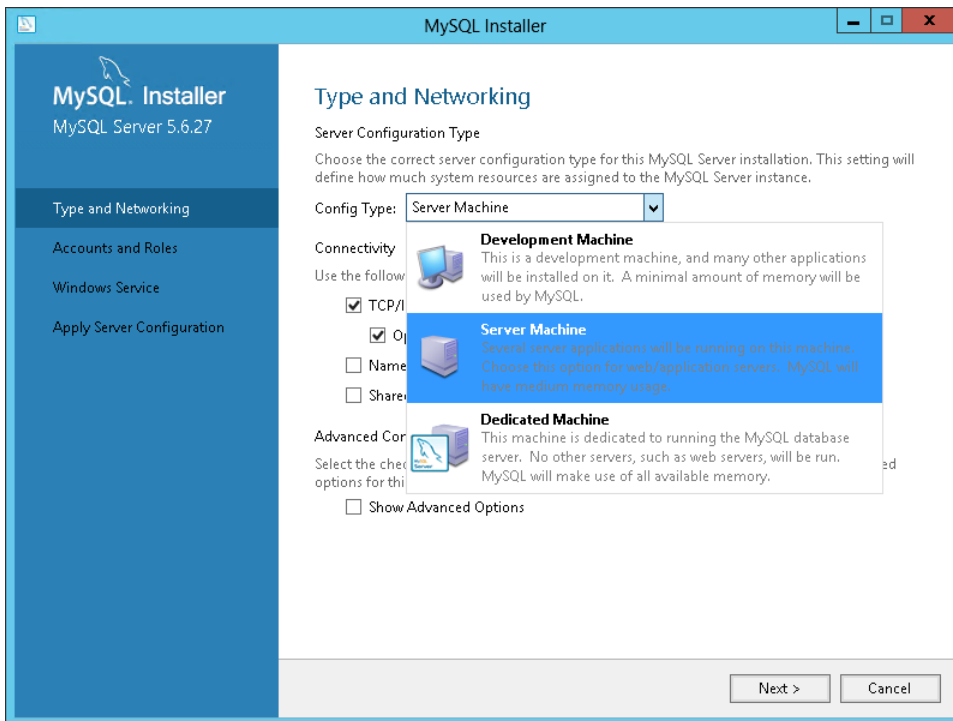 MySQL Installer
MySQL. Installer
MySQL Server 5.6.27
Type and Networking
Accounts and Roles
Windows Service
Apply Server Configuration
Type and Networking
Server Configuration Type
Choose the correct server configuration type for this MySQL Server installation. This setting will
define how much system resources are assigned to the MySQL Server instance.
Config Type: Server Machine
Development Machine
This is a development machine, and many other applications
will be installed on it. A minimal amount of memory will be
used by MySQL.
Server Machine
Several server applications will be running on this machine.
Choose this option for web/application servers. MySQL will
have medium memory usage.
Dedicated Machine
This machine is dedicated to running the MySQL database
server. No other servers, such as web servers, will be run.
MySQL will make use of all available memory.
Connectivity
Use the follow
TCP/I
Name
Share
Advanced Con
Select the chec ed
options for thi
Show Advanced Options
Next >
Cancel